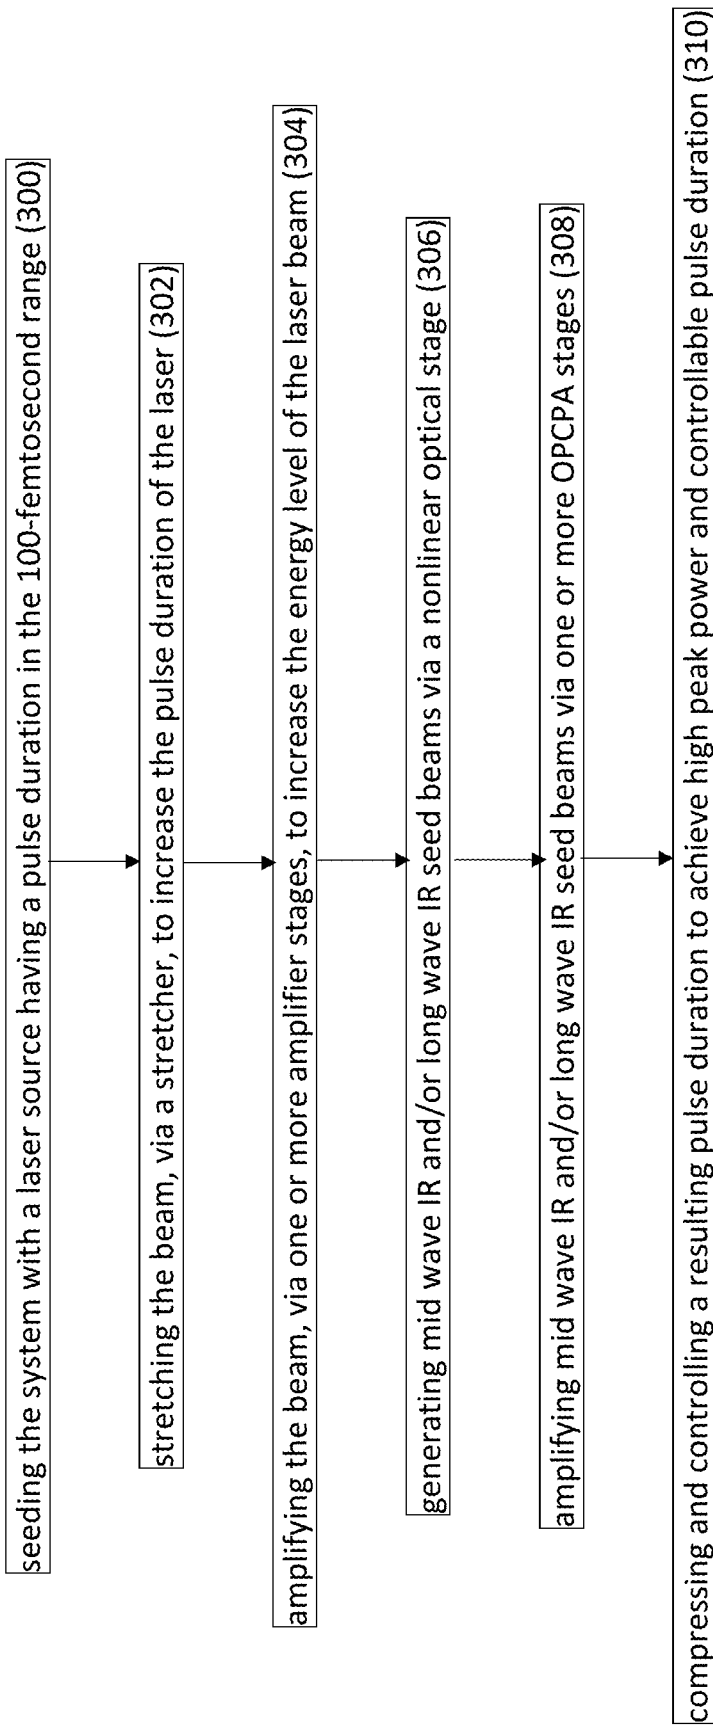 seeding the system with a laser source having a pulse duration in the 100-femtosecond range (300)
stretching the beam, via a stretcher, to increase the pulse duration of the laser (302)
amplifying the beam, via one or more amplifier stages, to increase the energy level of the laser beam (304)
generating mid wave IR and/or long wave IR seed beams via a nonlinear optical stage (306)
amplifying mid wave IR and/or long wave IR seed beams via one or more OPCPA stages (308)
compressing and controlling a resulting pulse duration to achieve high peak power and controllable pulse duration (310)